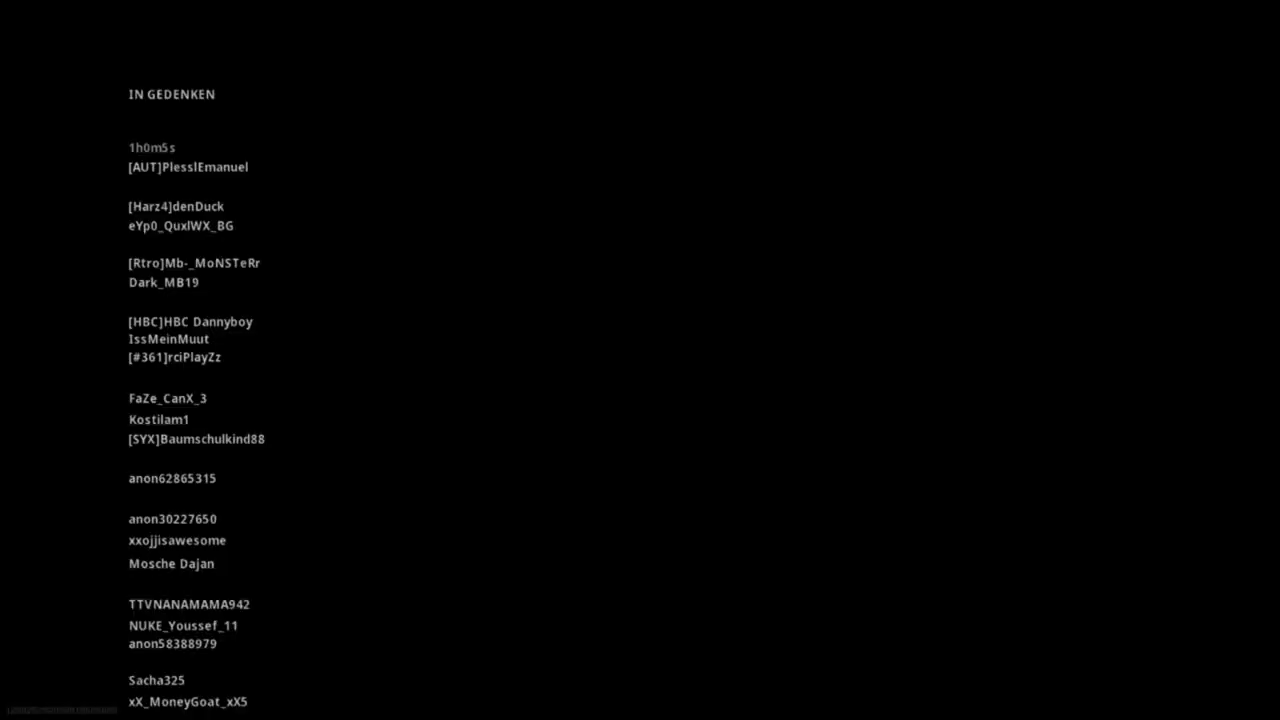 IN GEDENKEN
1h0m5s
[AUT]PlesslEmanuel
[Harz4]denDuck
eYp0_QuxlWX_BG
[Rtro]Mb-_MoNSTeRr
Dark_MB19
[HBC]HBC Dannyboy
IssMeinMuut
[#361]rciPlayZz
FaZe_CanX_3
Kostilam1
[SYX]Baumschulkind88
anon62865315
anon30227650
xxojjisawesome
Mosche Dajan
TTVNANAMAMA942
NUKE_Youssef_11
anon58388979
Sacha325
xX_MoneyGoat_xX5